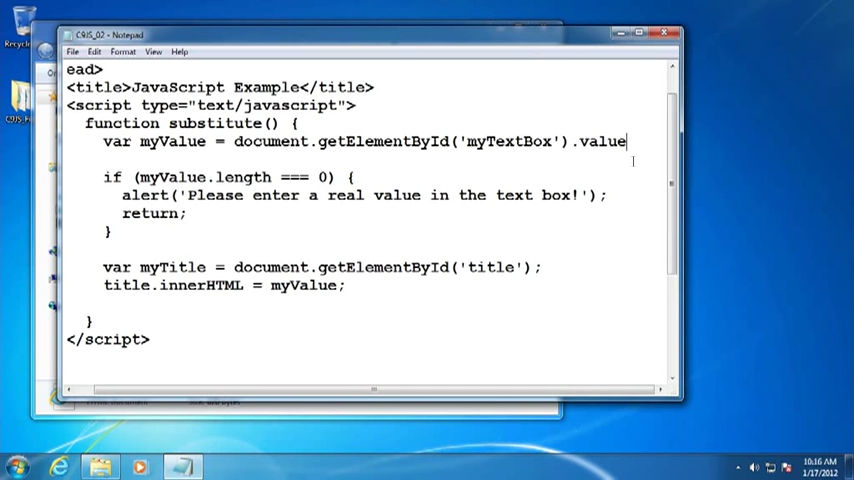 Recycle
C9JS_02 - Notepad
File Edit Format View Help
ead>
<title>JavaScript Example</title>
<script type="text/javascript">
function substitute() {
var myValue = document.getElementById('myTextBox').value
if (myValue.length === 0) {
alert('Please enter a real value in the text box!');
return;
}
var myTitle = document.getElementById('title');
title.innerHTML = myValue;
}
</script>
10:16 AM
1/17/2012